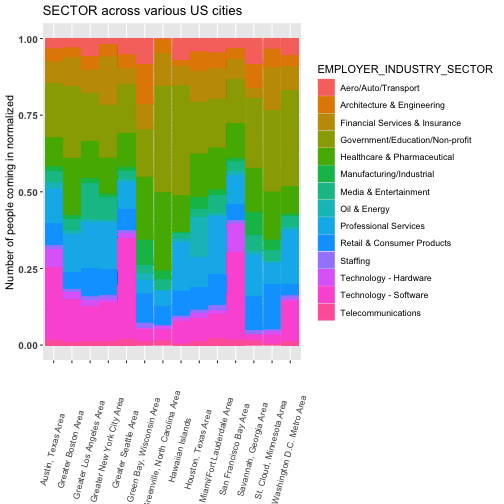 SECTOR across various US cities
Number of people coming in normalized
1.00
0.75
0.50
0.25
0.00
Austin, Texas Area
Greater Boston Area
Greater Los Angeles Area
Greater New York City Area
Greater Seattle Area
Green Bay, Wisconsin Area
reenville, North Carolina Area
Hawaiian Islands
Houston, Texas Area
Miami/Fort Lauderdale Area
San Francisco Bay Area
Savannah, Georgia Area
St. Cloud, Minnesota Area
Washington D.C. Metro Area
EMPLOYER_INDUSTRY_SECTOR
Aero/Auto/Transport
Architecture & Engineering
Financial Services & Insurance
Government/Education/Non-profit
Healthcare & Pharmaceutical
Manufacturing/Industrial
Media & Entertainment
Oil & Energy
Professional Services
Retail & Consumer Products
Staffing
Technology - Hardware
Technology - Software
Telecommunications